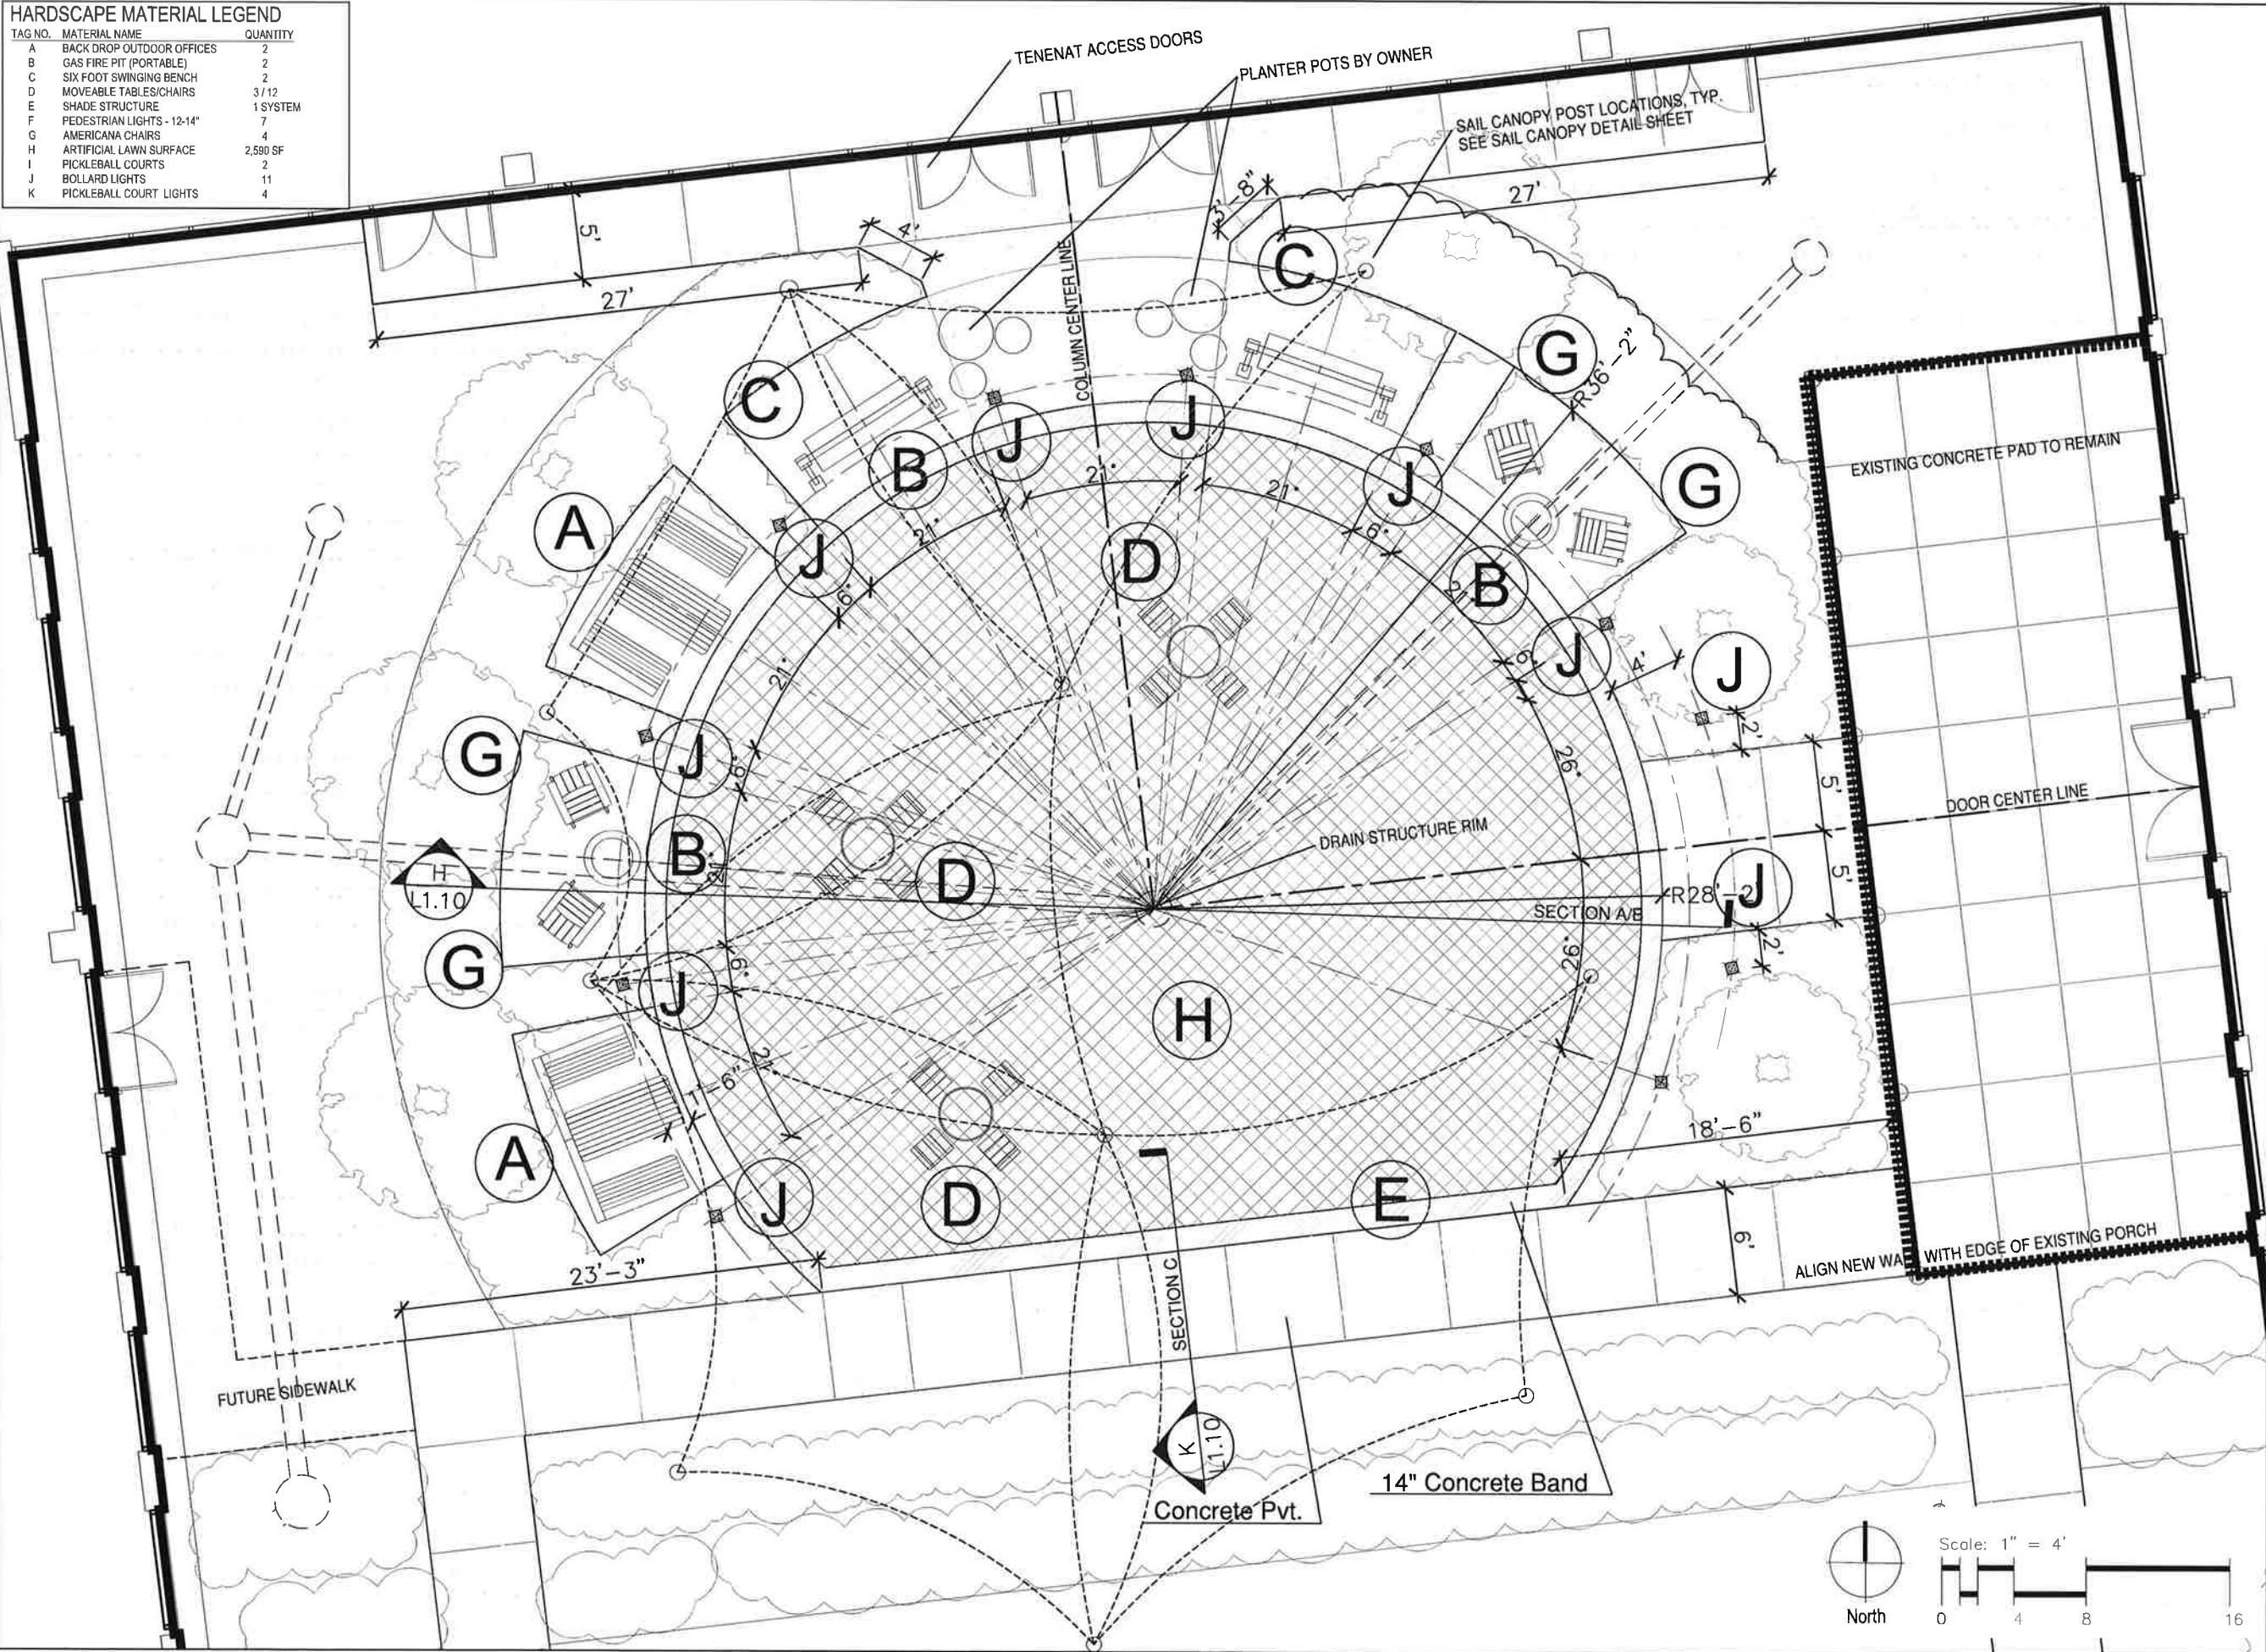 HARDSCAPE MATERIAL LEGEND
TAG NO. MATERIAL NAME QUANTITY
A BACK DROP OUTDOOR OFFICES 2
B GAS FIRE PIT (PORTABLE) 2
C SIX FOOT SWINGING BENCH 2
D MOVEABLE TABLES/CHAIRS 3 / 12
E SHADE STRUCTURE 1 SYSTEM
F PEDESTRIAN LIGHTS - 12-14" 7
G AMERICANA CHAIRS 4
H ARTIFICIAL LAWN SURFACE 2,590 SF
I PICKLEBALL COURTS 2
J BOLLARD LIGHTS 11
K PICKLEBALL COURT LIGHTS 4
TENENAT ACCESS DOORS
PLANTER POTS BY OWNER
SAIL CANOPY POST LOCATIONS, TYP.
SEE SAIL CANOPY DETAIL SHEET
5'
4'
3'-8"
27'
27'
COLUMN CENTER LINE
C
C
G
R36'-2"
G
A
B
J
J
J
J
21°
21°
21°
6°
6°
D
B
21°
EXISTING CONCRETE PAD TO REMAIN
J
6°
4'
J
2'
21°
G
J
6°
26°
5'
DOOR CENTER LINE
B
21°
D
DRAIN STRUCTURE RIM
H
L1.10
R28'-2"
J
5'
SECTION A/B
2'
G
J
6°
26°
H
1'-6"
18'-6"
A
J
D
E
6'
ALIGN NEW WA WITH EDGE OF EXISTING PORCH
23'-3"
SECTION C
FUTURE SIDEWALK
K
L1.10
14" Concrete Band
Concrete Pvt.
Scale: 1" = 4'
North
0 4 8 16